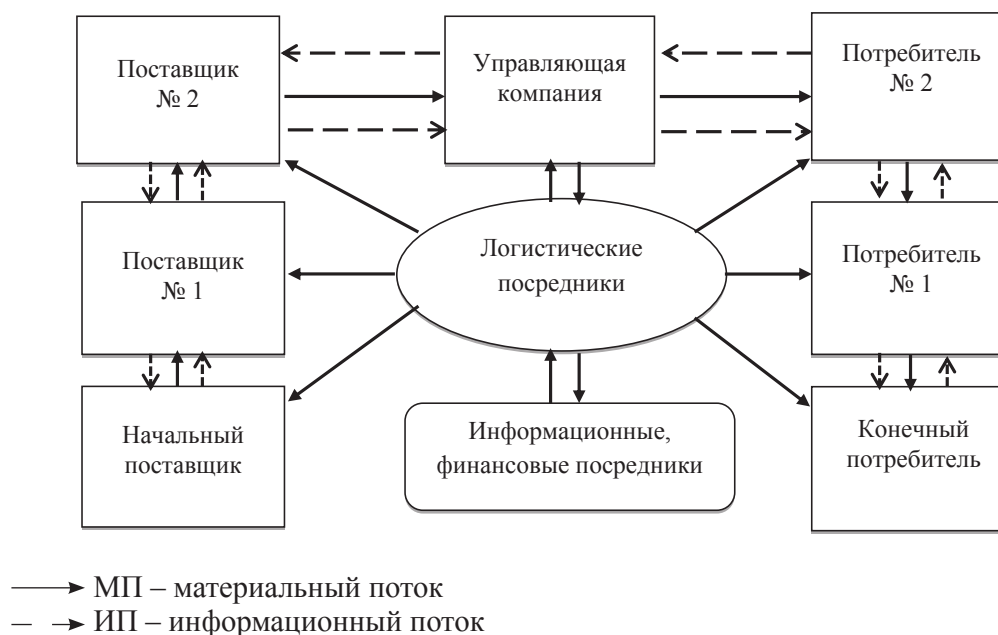 Поставщик
№ 2
Управляющая
компания
Потребитель
№ 2
Поставщик
№ 1
Логистические
посредники
Потребитель
№ 1
Начальный
поставщик
Информационные,
финансовые посредники
Конечный
потребитель
МП – материальный поток
ИП – информационный поток